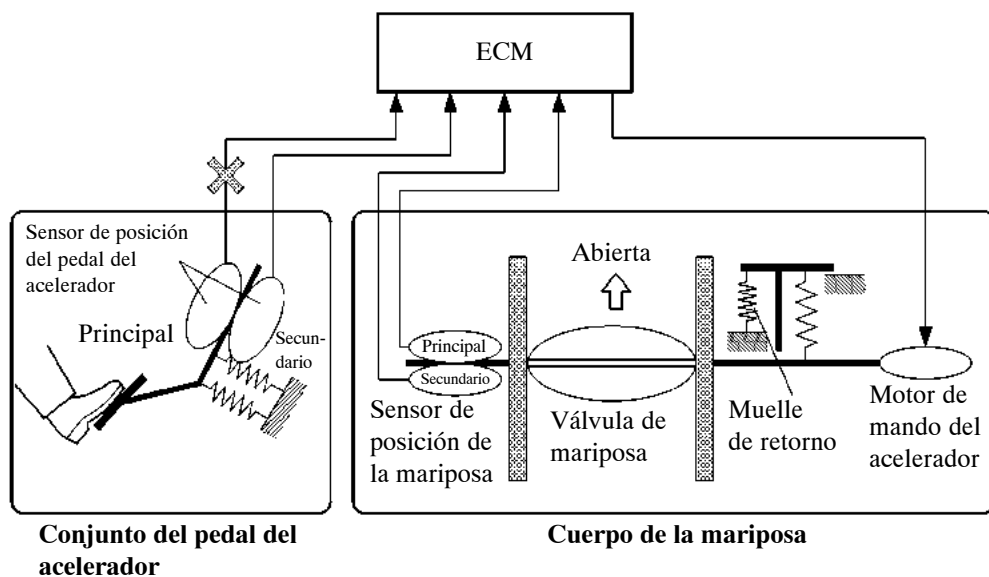 ECM
Sensor de posición
del pedal del
acelerador
Principal
Secun-
dario
Conjunto del pedal del
acelerador
Abierta
Principal
Secundario
Sensor de
posición de
la mariposa
Válvula de
mariposa
Muelle
de retorno
Motor de
mando del
acelerador
Cuerpo de la mariposa